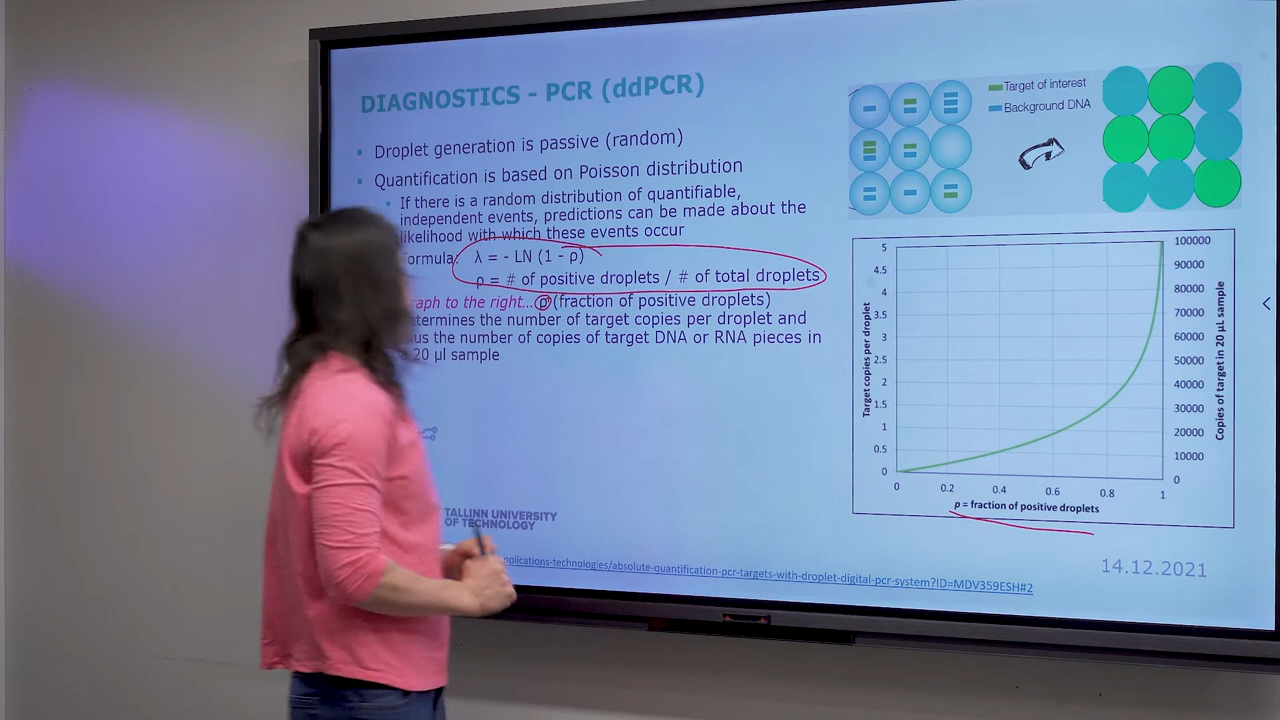 DIAGNOSTICS - PCR (ddPCR)
Droplet generation is passive (random)
Quantification is based on Poisson distribution
If there is a random distribution of quantifiable,
independent events, predictions can be made about the
likelihood with which these events occur
ormula: λ = - LN (1 - ρ)
ρ = # of positive droplets / # of total droplets
aph to the right... ρ (fraction of positive droplets)
termines the number of target copies per droplet and
us the number of copies of target DNA or RNA pieces in
20 µl sample
TALLINN UNIVERSITY
OF TECHNOLOGY
pplications-technologies/absolute-quantification-pcr-targets-with-droplet-digital-pcr-system?ID=MDV359ESH#2
Target of interest
Background DNA
Target copies per droplet
5
4.5
4
3.5
3
2.5
2
1.5
1
0.5
0
100000
90000
80000
70000
60000
50000
40000
30000
20000
10000
0
Copies of target in 20 µL sample
0 0.2 0.4 0.6 0.8 1
p = fraction of positive droplets
14.12.2021